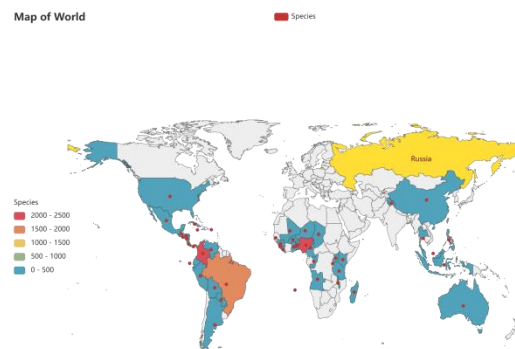 Map of World
Species
Russia
Species
2000 - 2500
1500 - 2000
1000 - 1500
500 - 1000
0 - 500